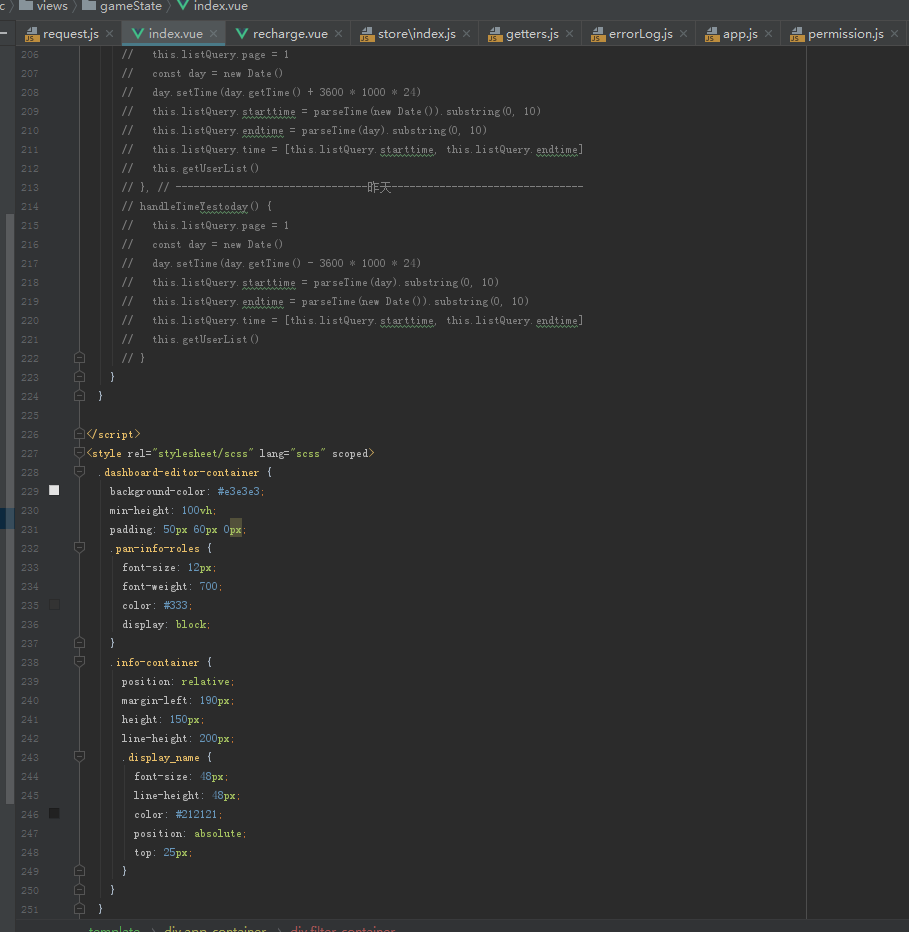 c views gameState index.vue
request.js × index.vue × recharge.vue × store\index.js × getters.js × errorLog.js × app.js × permission.js ×
206 //   this.listQuery.page = 1
207 //   const day = new Date()
208 //   day.setTime(day.getTime() + 3600 * 1000 * 24)
209 //   this.listQuery.starttime = parseTime(new Date()).substring(0, 10)
210 //   this.listQuery.endtime = parseTime(day).substring(0, 10)
211 //   this.listQuery.time = [this.listQuery.starttime, this.listQuery.endtime]
212 //   this.getUserList()
213 // }, // --------------------------------昨天--------------------------------
214 // handleTimeYestoday() {
215 //   this.listQuery.page = 1
216 //   const day = new Date()
217 //   day.setTime(day.getTime() - 3600 * 1000 * 24)
218 //   this.listQuery.starttime = parseTime(day).substring(0, 10)
219 //   this.listQuery.endtime = parseTime(new Date()).substring(0, 10)
220 //   this.listQuery.time = [this.listQuery.starttime, this.listQuery.endtime]
221 //   this.getUserList()
222 // }
223 }
224 }
225
226 </script>
227 <style rel="stylesheet/scss" lang="scss" scoped>
228 .dashboard-editor-container {
229 background-color: #e3e3e3;
230 min-height: 100vh;
231 padding: 50px 60px 0px;
232 .pan-info-roles {
233 font-size: 12px;
234 font-weight: 700;
235 color: #333;
236 display: block;
237 }
238 .info-container {
239 position: relative;
240 margin-left: 190px;
241 height: 150px;
242 line-height: 200px;
243 .display_name {
244 font-size: 48px;
245 line-height: 48px;
246 color: #212121;
247 position: absolute;
248 top: 25px;
249 }
250 }
251 }
template div.app-container div.filter-container